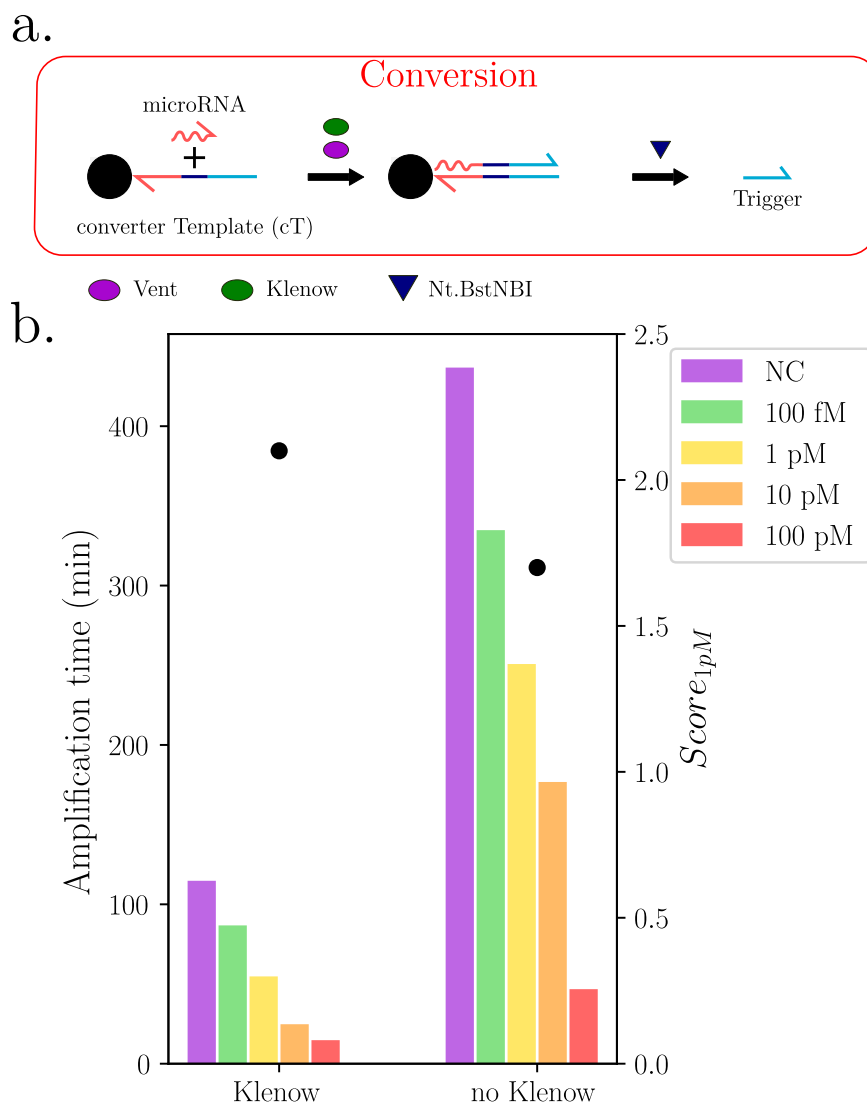 a.
Conversion
microRNA
+
converter Template (cT)
Trigger
Vent
Klenow
Nt.BstNBI
b.
Amplification time (min)
400
300
200
100
0
2.5
2.0
1.5
1.0
0.5
0.0
Score1pM
NC
100 fM
1 pM
10 pM
100 pM
Klenow
no Klenow